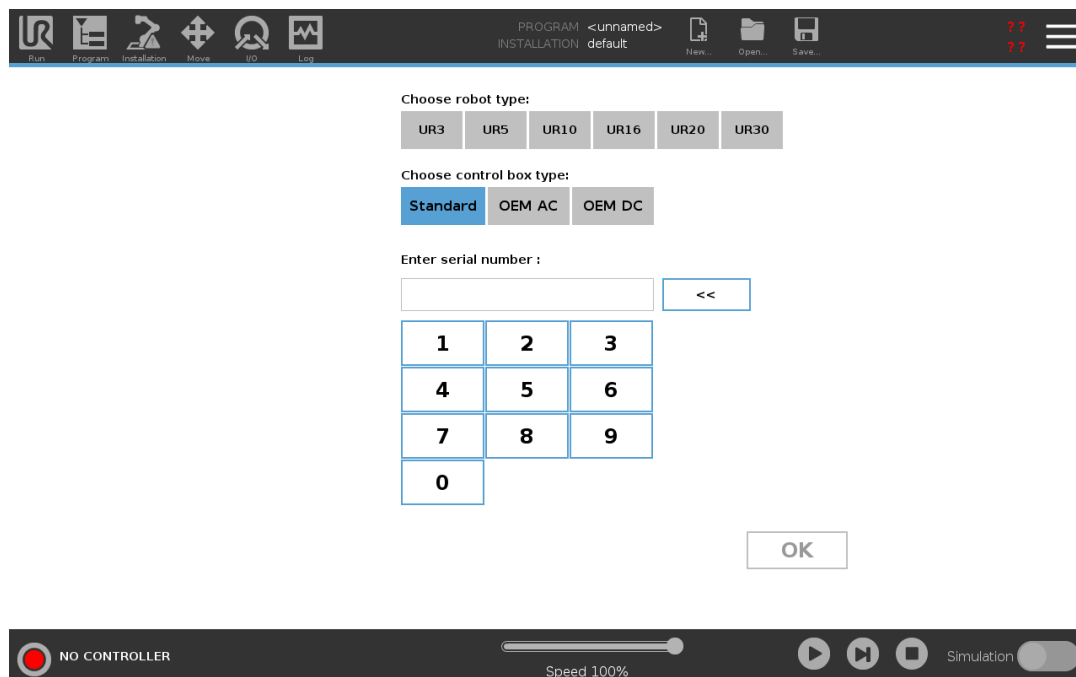 PROGRAM <unnamed>
INSTALLATION default
? ?
? ?
Run Program Installation Move I/O Log New... Open... Save...
Choose robot type:
UR3 UR5 UR10 UR16 UR20 UR30
Choose control box type:
Standard OEM AC OEM DC
Enter serial number :
<<
1 2 3
4 5 6
7 8 9
0
OK
NO CONTROLLER
Speed 100%
Simulation